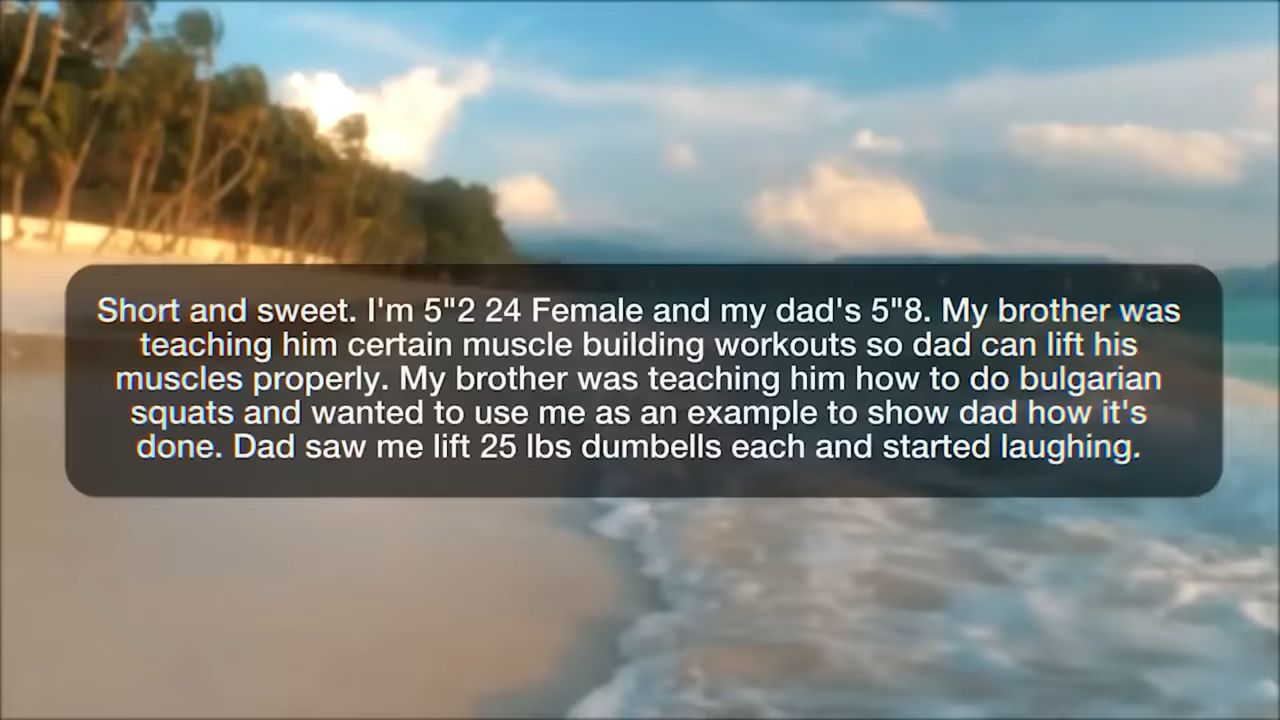 Short and sweet. I'm 5"2 24 Female and my dad's 5"8. My brother was
teaching him certain muscle building workouts so dad can lift his
muscles properly. My brother was teaching him how to do bulgarian
squats and wanted to use me as an example to show dad how it's
done. Dad saw me lift 25 lbs dumbells each and started laughing.